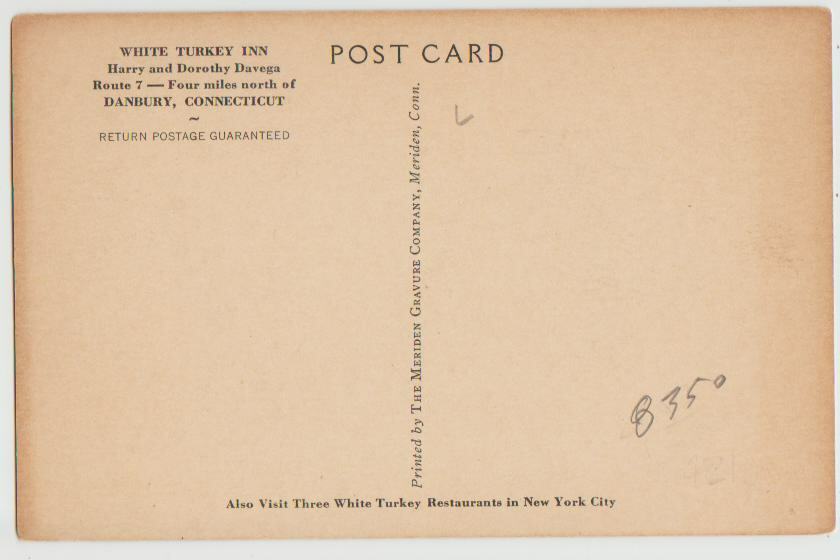 WHITE TURKEY INN
Harry and Dorothy Davega
Route 7 — Four miles north of
DANBURY, CONNECTICUT
~
RETURN POSTAGE GUARANTEED
POST CARD
Printed by THE MERIDEN GRAVURE COMPANY, Meriden, Conn.
8350
Also Visit Three White Turkey Restaurants in New York City